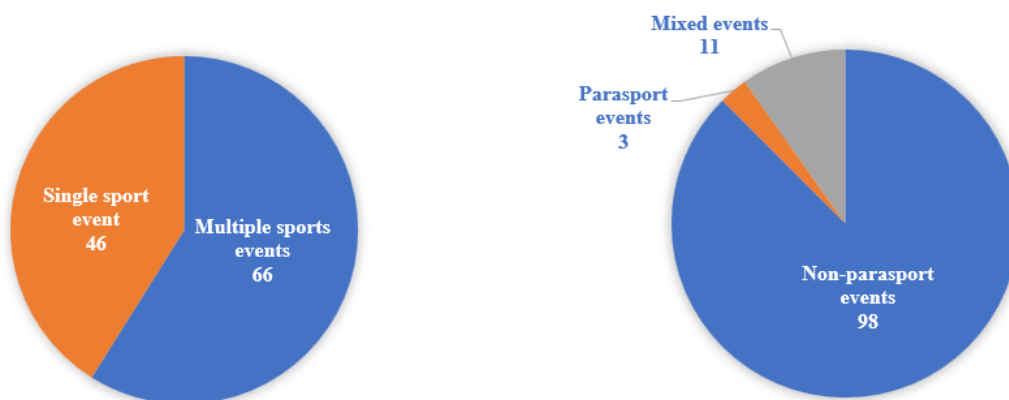 Single sport
event
46
Multiple sports
events
66
Mixed events
11
Parasport
events
3
Non-parasport
events
98